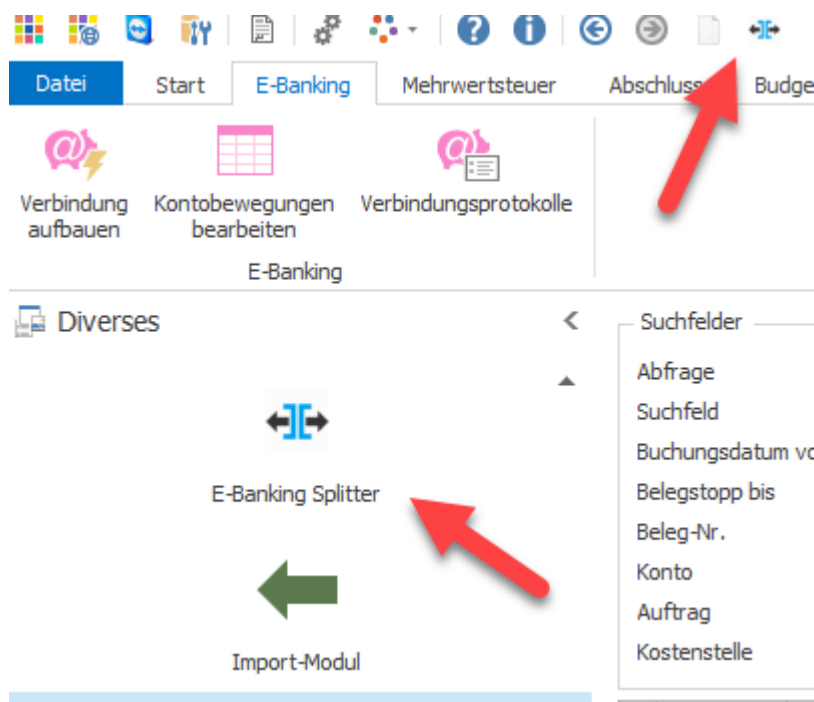 Datei Start E-Banking Mehrwertsteuer Abschluss Budge
Verbindung aufbauen
Kontobewegungen bearbeiten
Verbindungsprotokolle
E-Banking
Diverses
E-Banking Splitter
Import-Modul
Suchfelder
Abfrage
Suchfeld
Buchungsdatum vo
Belegstopp bis
Beleg-Nr.
Konto
Auftrag
Kostenstelle